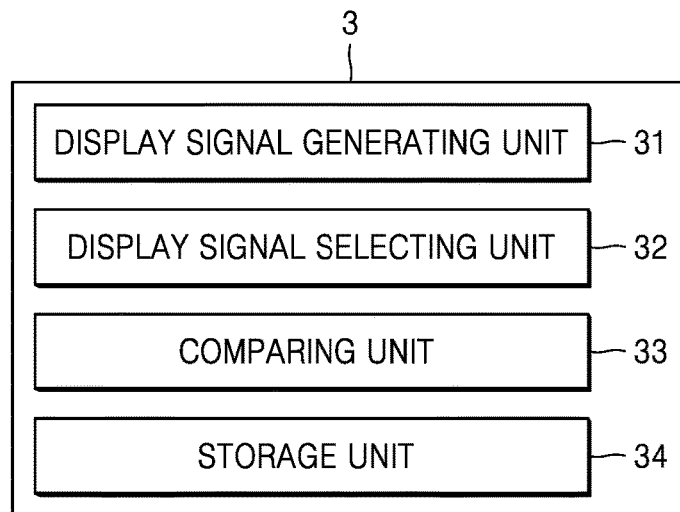 3
DISPLAY SIGNAL GENERATING UNIT 31
DISPLAY SIGNAL SELECTING UNIT 32
COMPARING UNIT 33
STORAGE UNIT 34